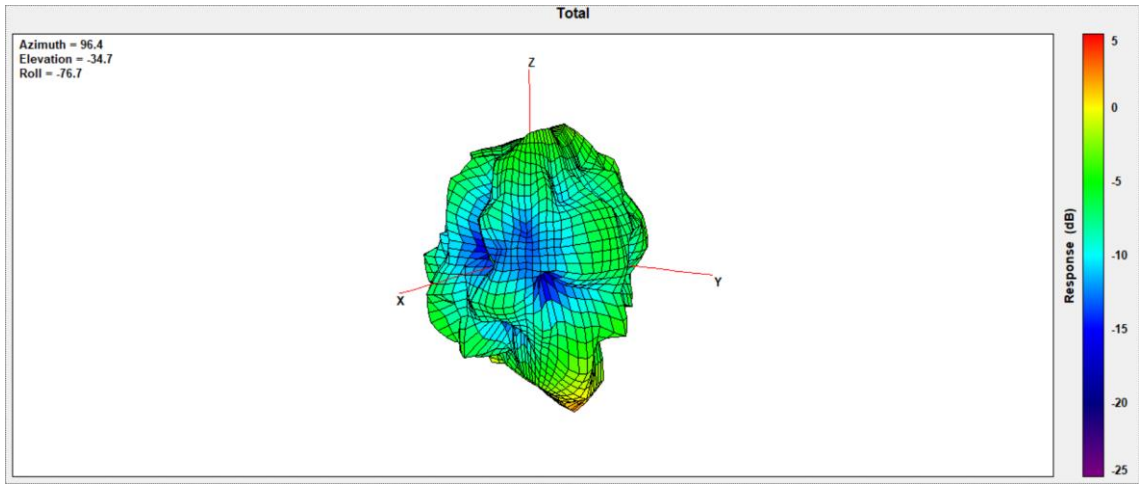 Total
Azimuth = 96.4
Elevation = -34.7
Roll = -76.7
Z
X
Y
5
0
-5
-10
-15
-20
-25
Response (dB)